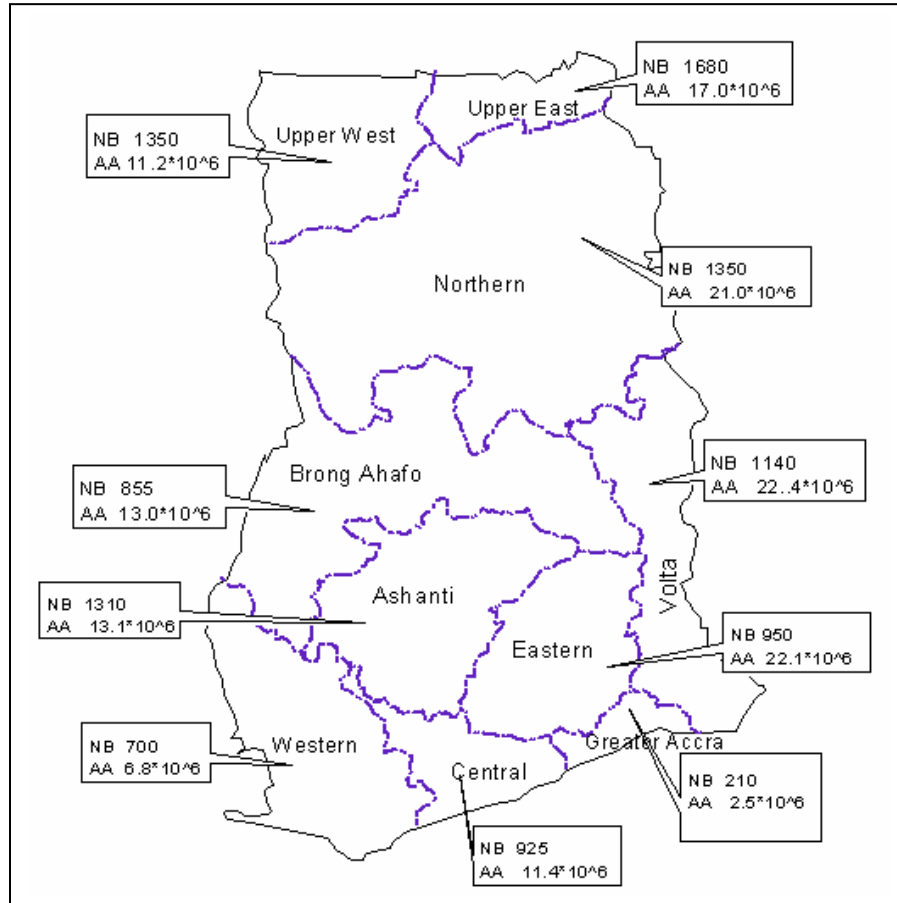 NB 1680
AA 17.0*10^6
Upper East
Upper West
NB 1350
AA 11.2*10^6
Northern
NB 1350
AA 21.0*10^6
Brong Ahafo
NB 1140
AA 22..4*10^6
NB 855
AA 13.0*10^6
Volta
Ashanti
NB 1310
AA 13.1*10^6
Eastern
NB 950
AA 22.1*10^6
Western
Greater Accra
NB 700
AA 6.8*10^6
Central
NB 210
AA 2.5*10^6
NB 925
AA 11.4*10^6